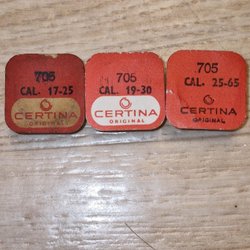 705
CAL. 17-25
CERTINA
ORIGINAL
705
CAL. 19-30
CERTINA
ORIGINAL
705
CAL. 25-65
CERTINA
ORIGINAL